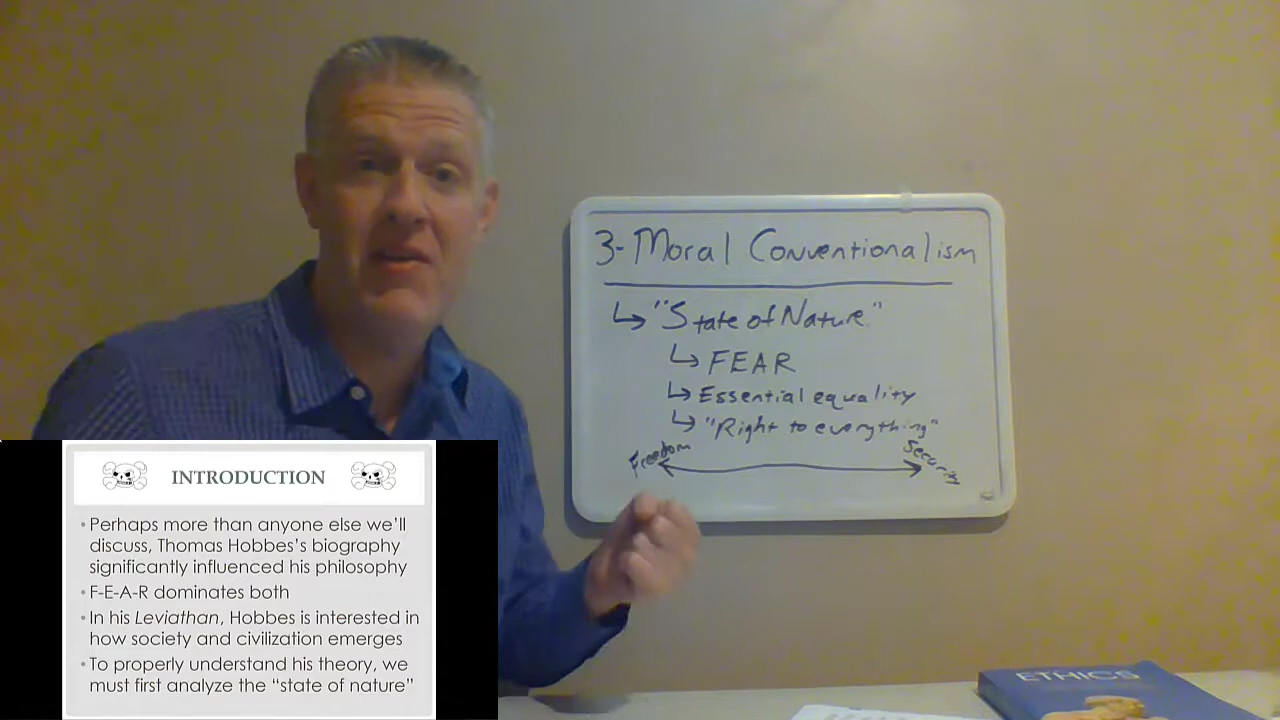 3- Moral Conventionalism
↳ "State of Nature"
↳ FEAR
↳ Essential equality
↳ "Right to everything"
Freedom
Security
INTRODUCTION
• Perhaps more than anyone else we'll
discuss, Thomas Hobbes's biography
significantly influenced his philosophy
• F-E-A-R dominates both
• In his Leviathan, Hobbes is interested in
how society and civilization emerges
• To properly understand his theory, we
must first analyze the "state of nature"
ETHICS